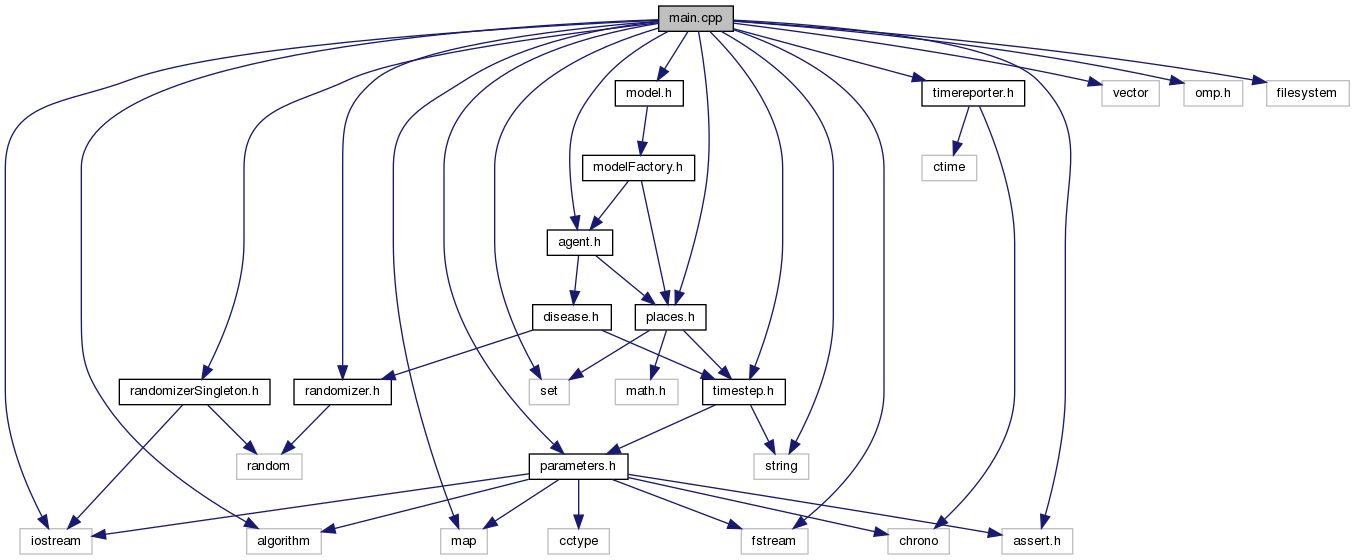 main.cpp
model.h
timereporter.h
vector
omp.h
filesystem
modelFactory.h
ctime
agent.h
disease.h
places.h
randomizerSingleton.h
randomizer.h
set
math.h
timestep.h
random
parameters.h
string
iostream
algorithm
map
cctype
fstream
chrono
assert.h